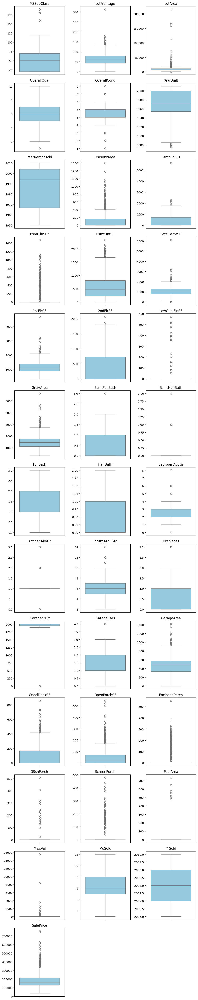 MSSubClass LotFrontage LotArea
175 150 125 100 75 50 25
300 250 200 150 100 50 0
200000 150000 100000 50000 0
OverallQual OverallCond YearBuilt
10 8 6 4 2
9 8 7 6 5 4 3 2 1
2000 1980 1960 1940 1920 1900 1880
YearRemodAdd MasVnrArea BsmtFinSF1
2010 2000 1990 1980 1970 1960 1950
1600 1400 1200 1000 800 600 400 200 0
5000 4000 3000 2000 1000 0
BsmtFinSF2 BsmtUnfSF TotalBsmtSF
1400 1200 1000 800 600 400 200 0
2000 1500 1000 500 0
6000 5000 4000 3000 2000 1000 0
1stFlrSF 2ndFlrSF LowQualFinSF
4000 3000 2000 1000
2000 1500 1000 500 0
600 500 400 300 200 100 0
GrLivArea BsmtFullBath BsmtHalfBath
5000 4000 3000 2000 1000
3.0 2.5 2.0 1.5 1.0 0.5 0.0
2.00 1.75 1.50 1.25 1.00 0.75 0.50 0.25 0.00
FullBath HalfBath BedroomAbvGr
3.0 2.5 2.0 1.5 1.0 0.5 0.0
2.00 1.75 1.50 1.25 1.00 0.75 0.50 0.25 0.00
8 7 6 5 4 3 2 1 0
KitchenAbvGr TotRmsAbvGrd Fireplaces
3.0 2.5 2.0 1.5 1.0 0.5 0.0
14 12 10 8 6 4 2
3.0 2.5 2.0 1.5 1.0 0.5 0.0
GarageYrBlt GarageCars GarageArea
2000 1750 1500 1250 1000 750 500 250 0
4.0 3.5 3.0 2.5 2.0 1.5 1.0 0.5 0.0
1400 1200 1000 800 600 400 200 0
WoodDeckSF OpenPorchSF EnclosedPorch
800 600 400 200 0
500 400 300 200 100 0
500 400 300 200 100 0
3SsnPorch ScreenPorch PoolArea
500 400 300 200 100 0
500 400 300 200 100 0
700 600 500 400 300 200 100 0
MiscVal MoSold YrSold
16000 14000 12000 10000 8000 6000 4000 2000 0
12 10 8 6 4 2
2010.0 2009.5 2009.0 2008.5 2008.0 2007.5 2007.0 2006.5 2006.0
SalePrice
700000 600000 500000 400000 300000 200000 100000 0